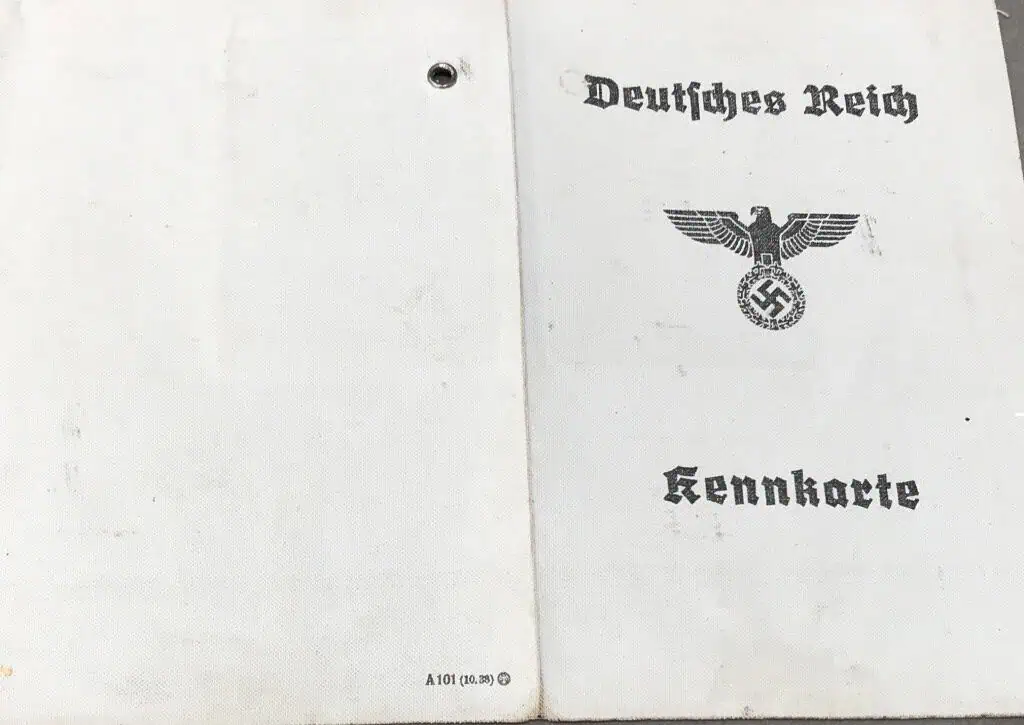 Deutsches Reich
Kennkarte
A 101 (10.38)